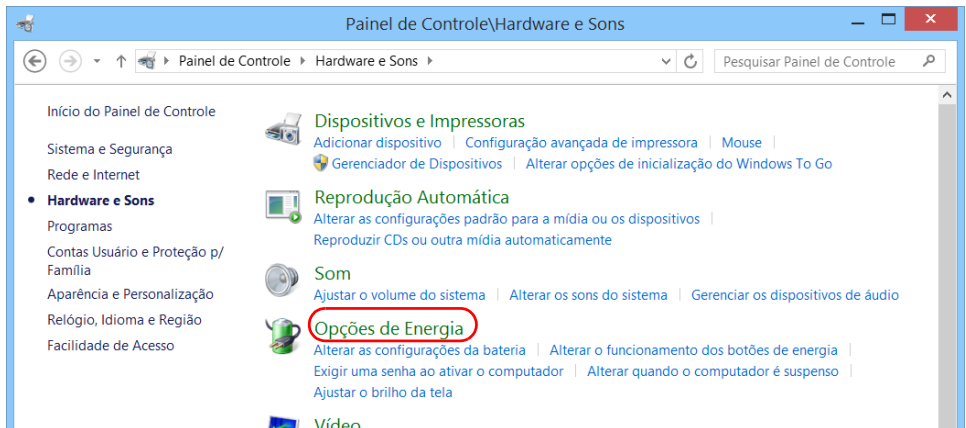 Painel de Controle\Hardware e Sons
Painel de Controle Hardware e Sons
Pesquisar Painel de Controle
Início do Painel de Controle
Sistema e Segurança
Rede e Internet
Hardware e Sons
Programas
Contas Usuário e Proteção p/
Família
Aparência e Personalização
Relógio, Idioma e Região
Facilidade de Acesso
Dispositivos e Impressoras
Adicionar dispositivo Configuração avançada de impressora Mouse
Gerenciador de Dispositivos Alterar opções de inicialização do Windows To Go
Reprodução Automática
Alterar as configurações padrão para a mídia ou os dispositivos
Reproduzir CDs ou outra mídia automaticamente
Som
Ajustar o volume do sistema Alterar os sons do sistema Gerenciar os dispositivos de áudio
Opções de Energia
Alterar as configurações da bateria Alterar o funcionamento dos botões de energia
Exigir uma senha ao ativar o computador Alterar quando o computador é suspenso
Ajustar o brilho da tela
Vídeo